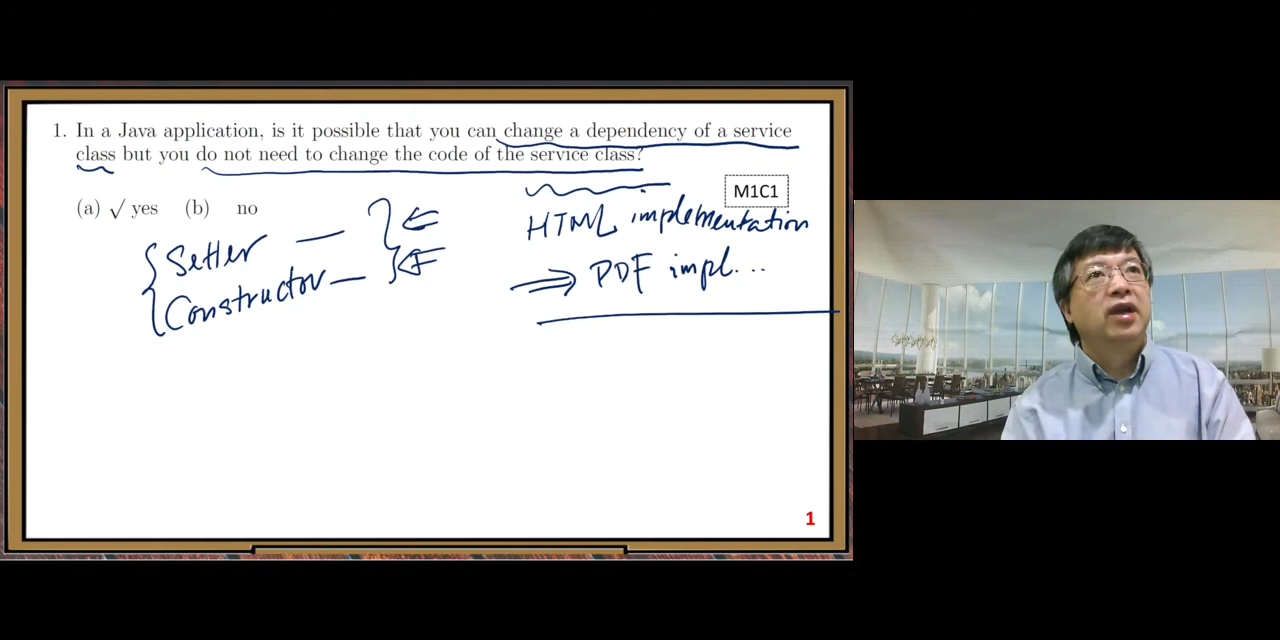 1. In a Java application, is it possible that you can change a dependency of a service
class but you do not need to change the code of the service class?
M1C1
(a) √ yes (b) no
HTML implementation
Setter —
⇒ PDF impl...
Constructor —
1